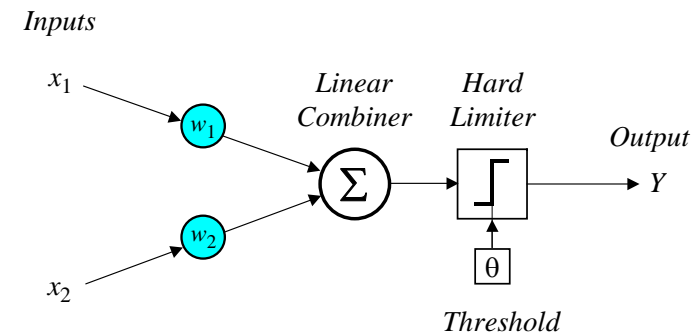 Inputs
x1
w1
Linear
Combiner
Σ
Hard
Limiter
Output
Y
w2
θ
x2
Threshold